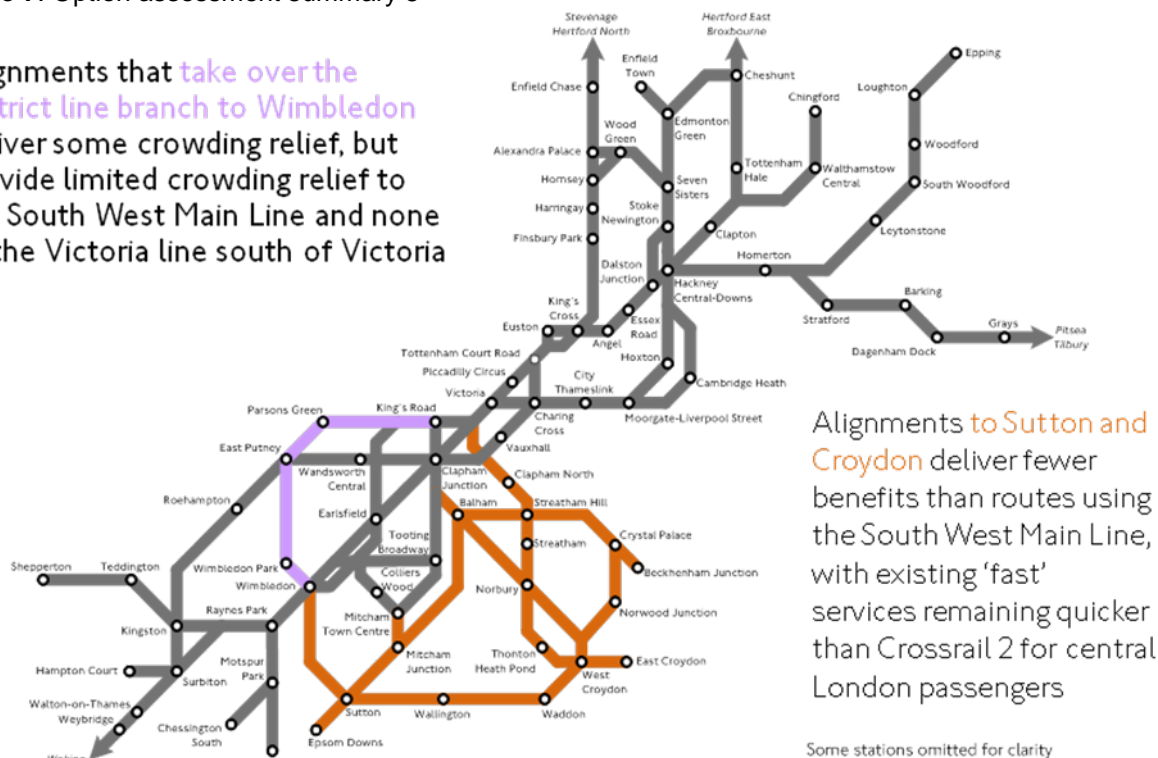 Option assessment summary
gnments that take over the
trict line branch to Wimbledon
iver some crowding relief, but
vide limited crowding relief to
South West Main Line and none
the Victoria line south of Victoria
Stevenage
Hertford North
Hertford East
Broxbourne
Enfield
Town
Enfield Chase
Cheshunt
Epping
Loughton
Chingford
Wood
Green
Edmonton
Green
Alexandra Palace
Woodford
Hornsey
Tottenham
Hale
Walthamstow
Central
Seven
Sisters
South Woodford
Harringay
Stoke
Newington
Finsbury Park
Clapton
Leytonstone
Homerton
Dalston
Junction
Hackney
Central-Downs
King's
Cross
Euston
Angel
Essex
Road
Barking
Stratford
Grays
Pitsea
Tilbury
Dagenham Dock
Tottenham Court Road
Hoxton
Piccadilly Circus
City
Thameslink
Cambridge Heath
Victoria
Charing
Cross
Moorgate-Liverpool Street
Parsons Green
King's Road
Vauxhall
East Putney
Wandsworth
Central
Clapham
Junction
Clapham North
Roehampton
Earlsfield
Balham
Streatham Hill
Tooting
Broadway
Streatham
Crystal Palace
Beckhenham Junction
Shepperton
Teddington
Wimbledon Park
Wimbledon
Colliers
Wood
Norbury
Norwood Junction
Kingston
Raynes Park
Mitcham
Town Centre
Mitcham
Junction
Thonton
Heath Pond
West
Croydon
East Croydon
Hampton Court
Surbiton
Motspur
Park
Walton-on-Thames
Weybridge
Chessington
South
Sutton
Wallington
Waddon
Epsom Downs
Alignments to Sutton and
Croydon deliver fewer
benefits than routes using
the South West Main Line,
with existing ‘fast’
services remaining quicker
than Crossrail 2 for central
London passengers
Some stations omitted for clarity